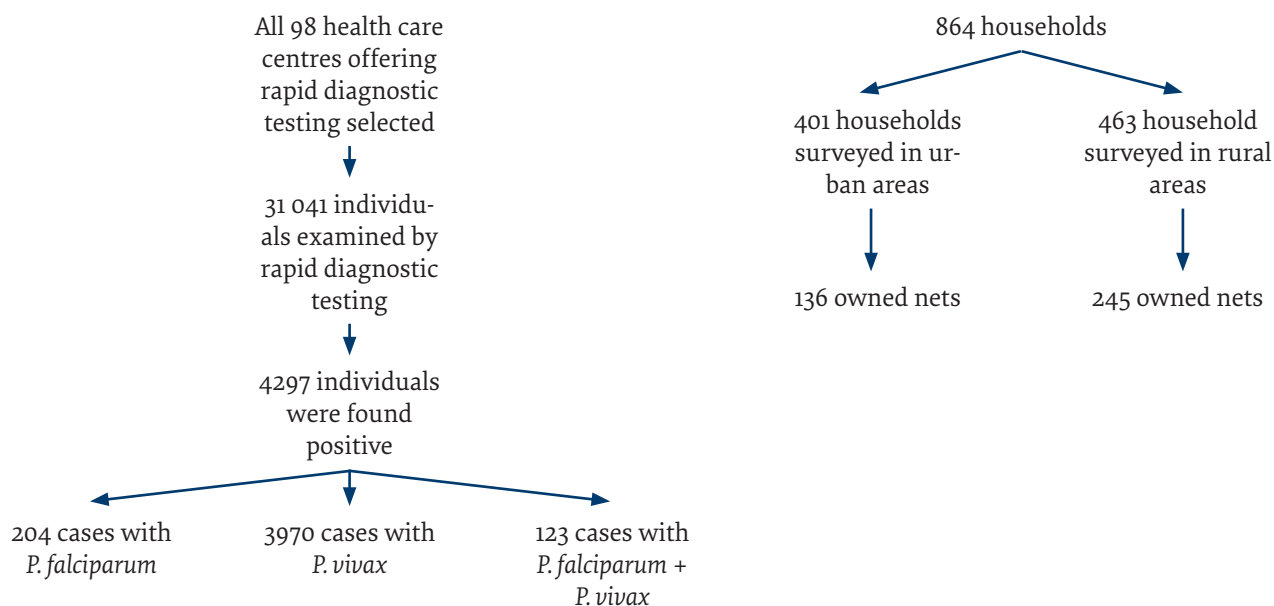 All 98 health care
centres offering
rapid diagnostic
testing selected
31 041 individu-
als examined by
rapid diagnostic
testing
4297 individuals
were found
positive
204 cases with
P. falciparum
3970 cases with
P. vivax
123 cases with
P. falciparum +
P. vivax
864 households
401 households
surveyed in ur-
ban areas
463 household
surveyed in rural
areas
136 owned nets
245 owned nets